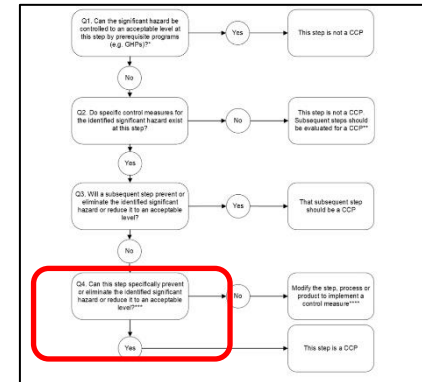 Q1. Can the significant hazard be
controlled to an acceptable level at
this step by prerequisite programs
(e.g. GHPs)?*
Yes
This step is not a CCP
No
Q2. Do specific control measures for
the identified significant hazard exist
at this step?
No
This step is not a CCP.
Subsequent steps should
be evaluated for a CCP**
Yes
Q3. Will a subsequent step prevent or
eliminate the identified significant
hazard or reduce it to an acceptable
level?
Yes
That subsequent step
should be a CCP
No
Q4. Can this step specifically prevent
or eliminate the identified significant
hazard or reduce it to an acceptable
level?***
No
Modify the step, process or
product to implement a
control measure****
Yes
This step is a CCP